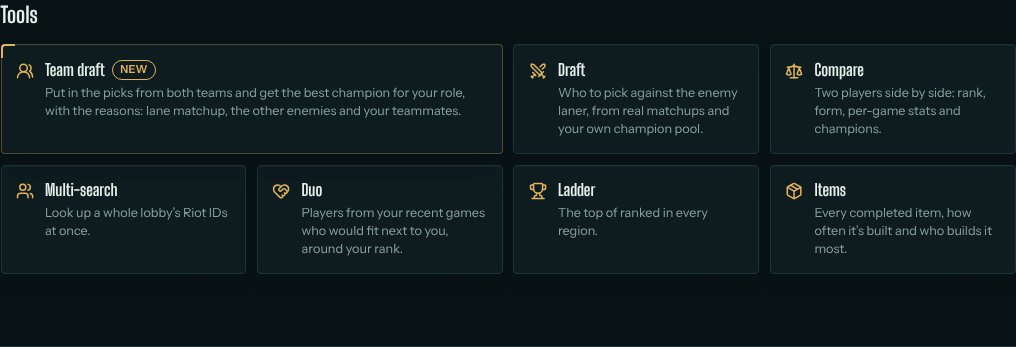 Tools
Team draft NEW
Put in the picks from both teams and get the best champion for your role,
with the reasons: lane matchup, the other enemies and your teammates.
Draft
Who to pick against the enemy
laner, from real matchups and
your own champion pool.
Compare
Two players side by side: rank,
form, per-game stats and
champions.
Multi-search
Look up a whole lobby's Riot IDs
at once.
Duo
Players from your recent games
who would fit next to you,
around your rank.
Ladder
The top of ranked in every
region.
Items
Every completed item, how
often it's built and who builds it
most.